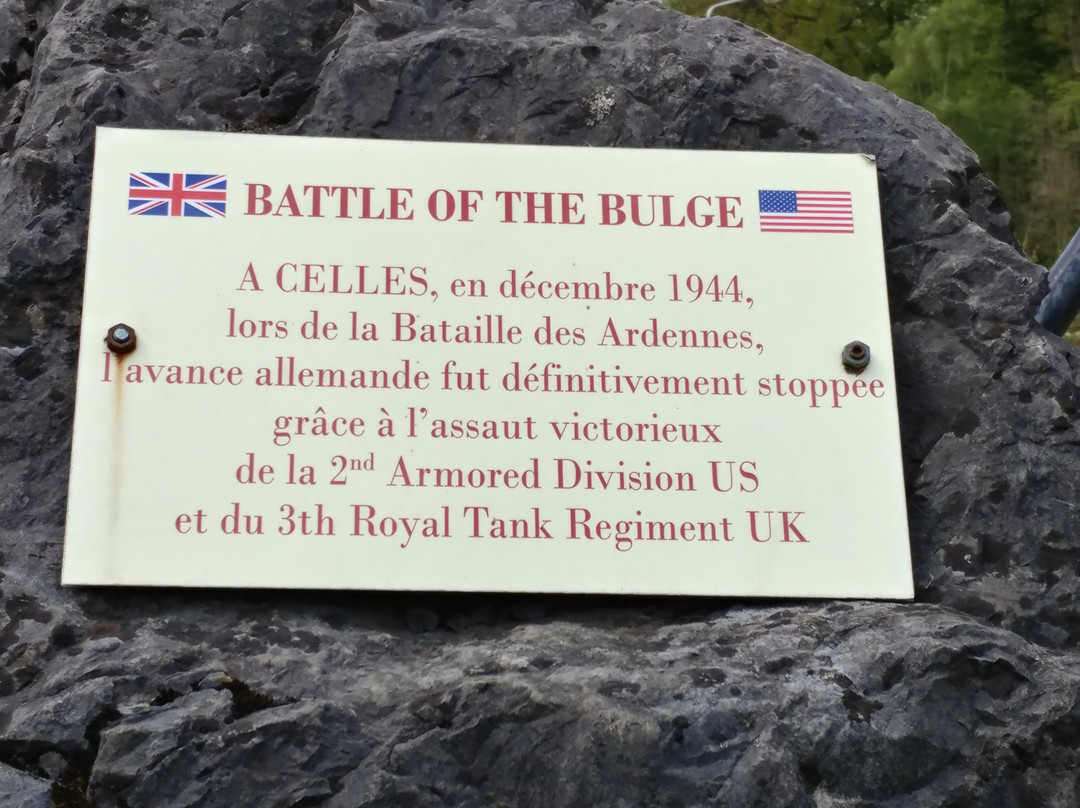 BATTLE OF THE BULGE
A CELLES, en décembre 1944,
lors de la Bataille des Ardennes,
l'avance allemande fut définitivement stoppée
grâce à l'assaut victorieux
de la 2nd Armored Division US
et du 3th Royal Tank Regiment UK